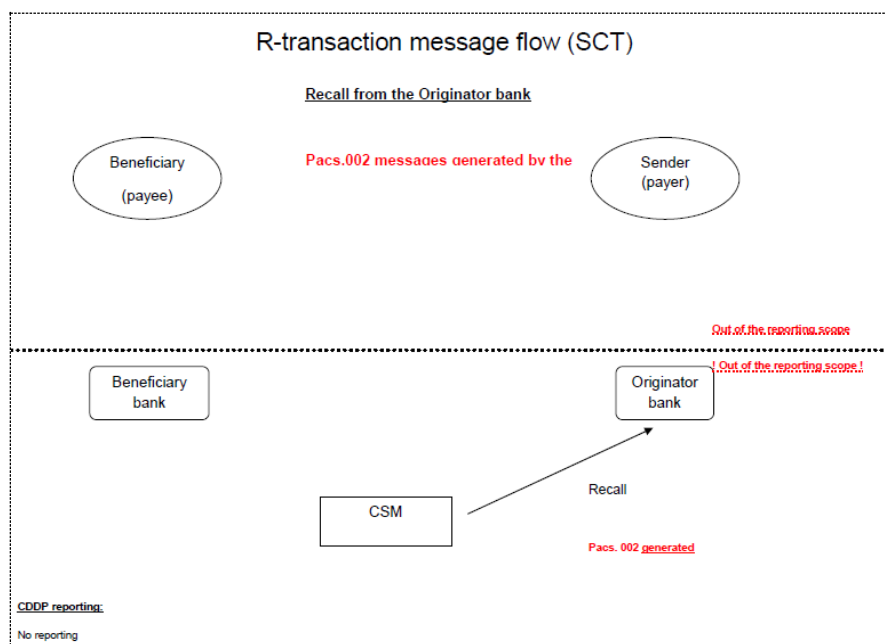 R-transaction message flow (SCT)
Recall from the Originator bank
Beneficiary
(payee)
Pacs.002 messages generated by the
Sender
(payer)
Out of the reporting scope
Beneficiary
bank
Originator
bank
! Out of the reporting scope !
CSM
Recall
Pacs. 002 generated
CDDP reporting:
No reporting